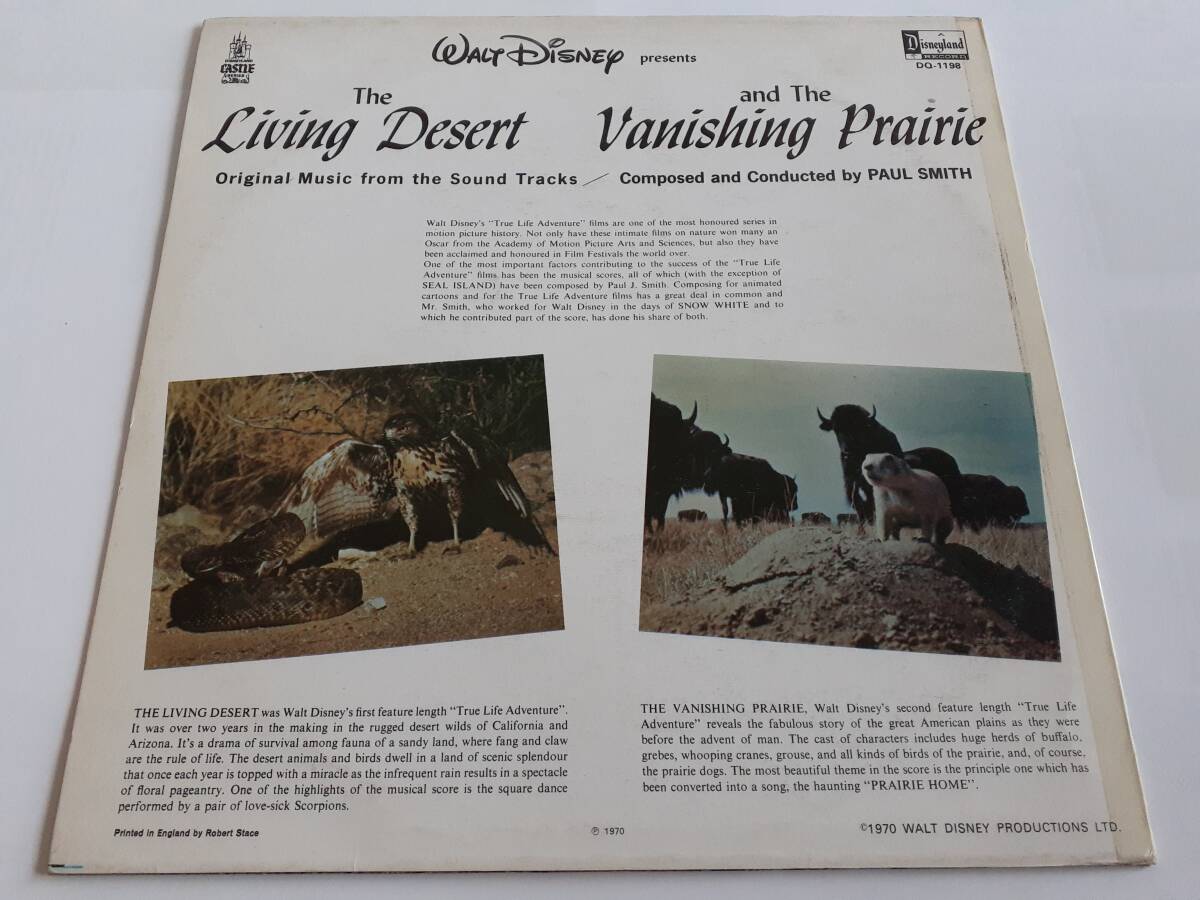 DISNEYLAND
CASTLE
WALT DISNEY presents
Disneyland
RECORD
DQ-1198
The
Living Desert
and The
Vanishing Prairie
Original Music from the Sound Tracks / Composed and Conducted by PAUL SMITH
Walt Disney's "True Life Adventure" films are one of the most honoured series in
motion picture history. Not only have these intimate films on nature won many an
Oscar from the Academy of Motion Picture Arts and Sciences, but also they have
been acclaimed and honoured in Film Festivals the world over.
One of the most important factors contributing to the success of the "True Life
Adventure" films has been the musical scores, all of which (with the exception of
SEAL ISLAND) have been composed by Paul J. Smith. Composing for animated
cartoons and for the True Life Adventure films has a great deal in common and
Mr. Smith, who worked for Walt Disney in the days of SNOW WHITE and to
which he contributed part of the score, has done his share of both.
THE LIVING DESERT was Walt Disney's first feature length "True Life Adventure".
It was over two years in the making in the rugged desert wilds of California and
Arizona. It's a drama of survival among fauna of a sandy land, where fang and claw
are the rule of life. The desert animals and birds dwell in a land of scenic splendour
that once each year is topped with a miracle as the infrequent rain results in a spectacle
of floral pageantry. One of the highlights of the musical score is the square dance
performed by a pair of love-sick Scorpions.
THE VANISHING PRAIRIE, Walt Disney's second feature length "True Life
Adventure" reveals the fabulous story of the great American plains as they were
before the advent of man. The cast of characters includes huge herds of buffalo,
grebes, whooping cranes, grouse, and all kinds of birds of the prairie, and, of course,
the prairie dogs. The most beautiful theme in the score is the principle one which has
been converted into a song, the haunting "PRAIRIE HOME".
Printed in England by Robert Stace
℗ 1970
©1970 WALT DISNEY PRODUCTIONS LTD.